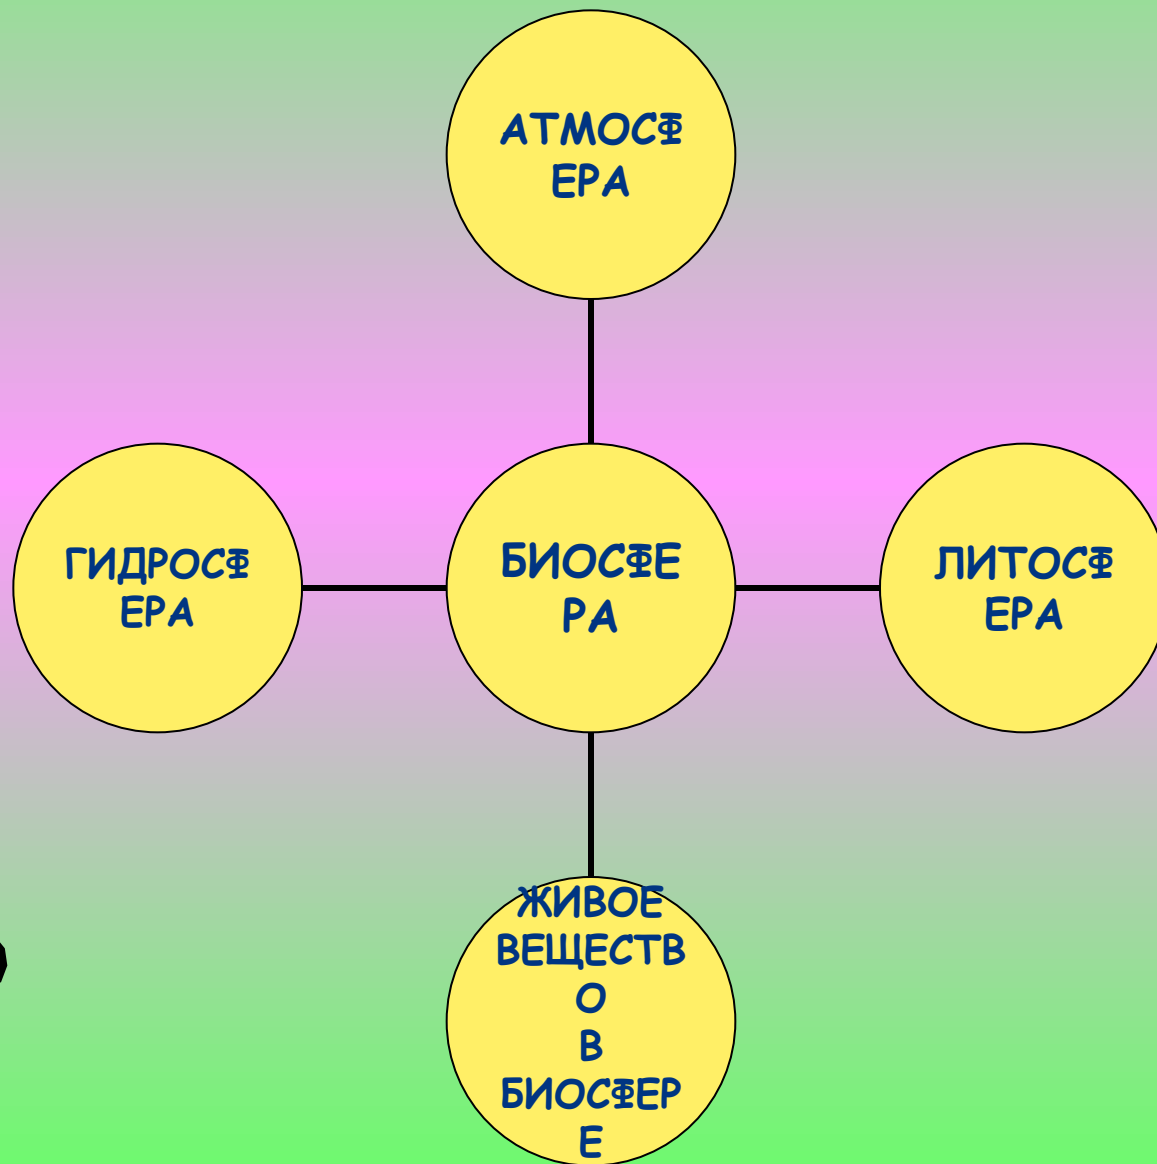 АТМОСФ
ЕРА
ГИДРОСФ
ЕРА
БИОСФЕ
РА
ЛИТОСФ
ЕРА
ЖИВОЕ
ВЕЩЕСТВ
О
В
БИОСФЕР
Е